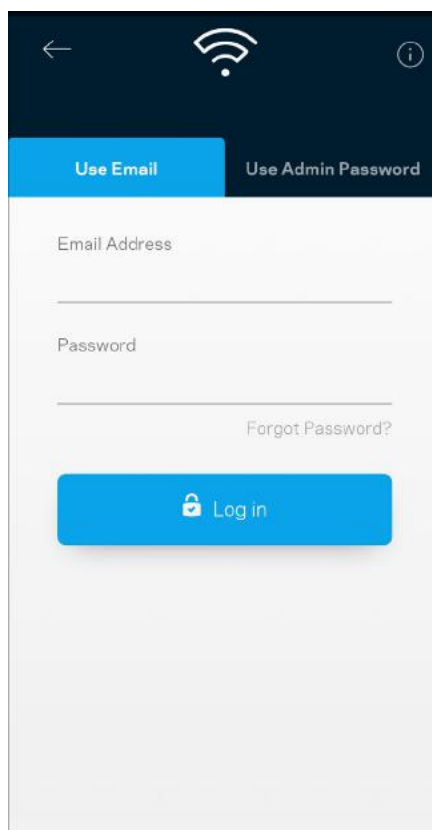 Use Email
Use Admin Password
Email Address
Password
Forgot Password?
Log in